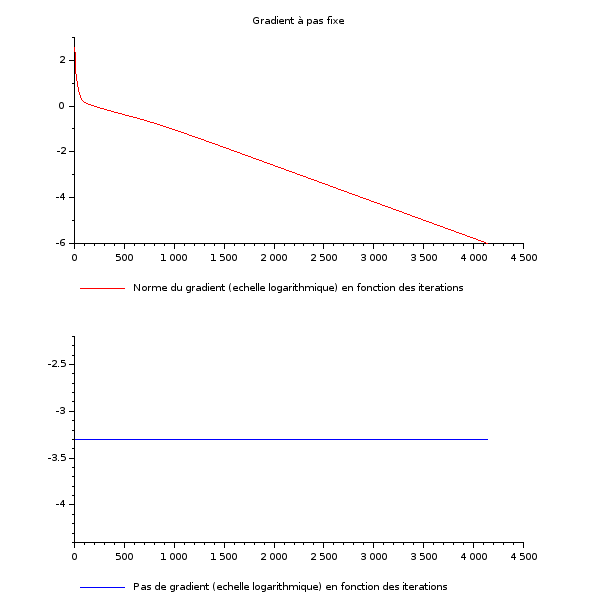 Gradient à pas fixe
2
0
-2
-4
-6
0 500 1 000 1 500 2 000 2 500 3 000 3 500 4 000 4 500
Norme du gradient (echelle logarithmique) en fonction des iterations
-2.5
-3
-3.5
-4
0 500 1 000 1 500 2 000 2 500 3 000 3 500 4 000 4 500
Pas de gradient (echelle logarithmique) en fonction des iterations